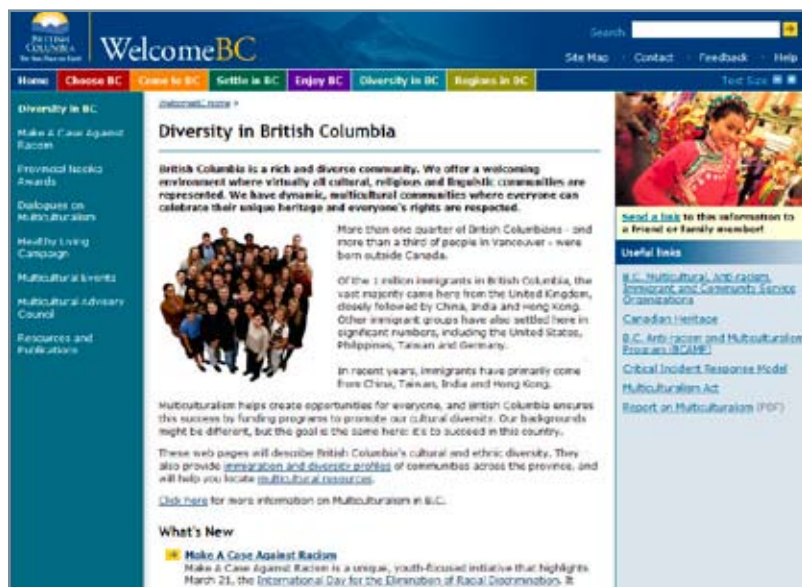 BRITISH
COLUMBIA
The Best Place on Earth
WelcomeBC
Search
Site Map · Contact · Feedback · Help
Home Choose BC Come to BC Settle in BC Enjoy BC Diversity in BC Regions in BC
Text Size
Diversity in BC
Make A Case Against
Racism
Provincial Nesika
Awards
Dialogues on
Multiculturalism
Healthy Living
Campaign
Multicultural Events
Multicultural Advisory
Council
Resources and
Publications
WelcomeBC Home >
Diversity in British Columbia
British Columbia is a rich and diverse community. We offer a welcoming
environment where virtually all cultural, religious and linguistic communities are
represented. We have dynamic, multicultural communities where everyone can
celebrate their unique heritage and everyone's rights are respected.
More than one quarter of British Columbians - and
more than a third of people in Vancouver - were
born outside Canada.
Of the 1 million immigrants in British Columbia, the
vast majority came here from the United Kingdom,
closely followed by China, India and Hong Kong.
Other immigrant groups have also settled here in
significant numbers, including the United States,
Philippines, Taiwan and Germany.
In recent years, immigrants have primarily come
from China, Taiwan, India and Hong Kong.
Multiculturalism helps create opportunities for everyone, and British Columbia ensures
this success by funding programs to promote our cultural diversity. Our backgrounds
might be different, but the goal is the same here: it's to succeed in this country.
These web pages will describe British Columbia's cultural and ethnic diversity. They
also provide immigration and diversity profiles of communities across the province, and
will help you locate multicultural resources.
Click here for more information on Multiculturalism in B.C.
What's New
Make A Case Against Racism
Make A Case Against Racism is a unique, youth-focused initiative that highlights
March 21, the International Day for the Elimination of Racial Discrimination. It
Send a link to this information to
a friend or family member!
Useful links
B.C. Multicultural, Anti-racism,
Immigrant and Community Service
Organizations
Canadian Heritage
B.C. Anti-racism and Multiculturalism
Program (BCAMP)
Critical Incident Response Model
Multiculturalism Act
Report on Multiculturalism (PDF)